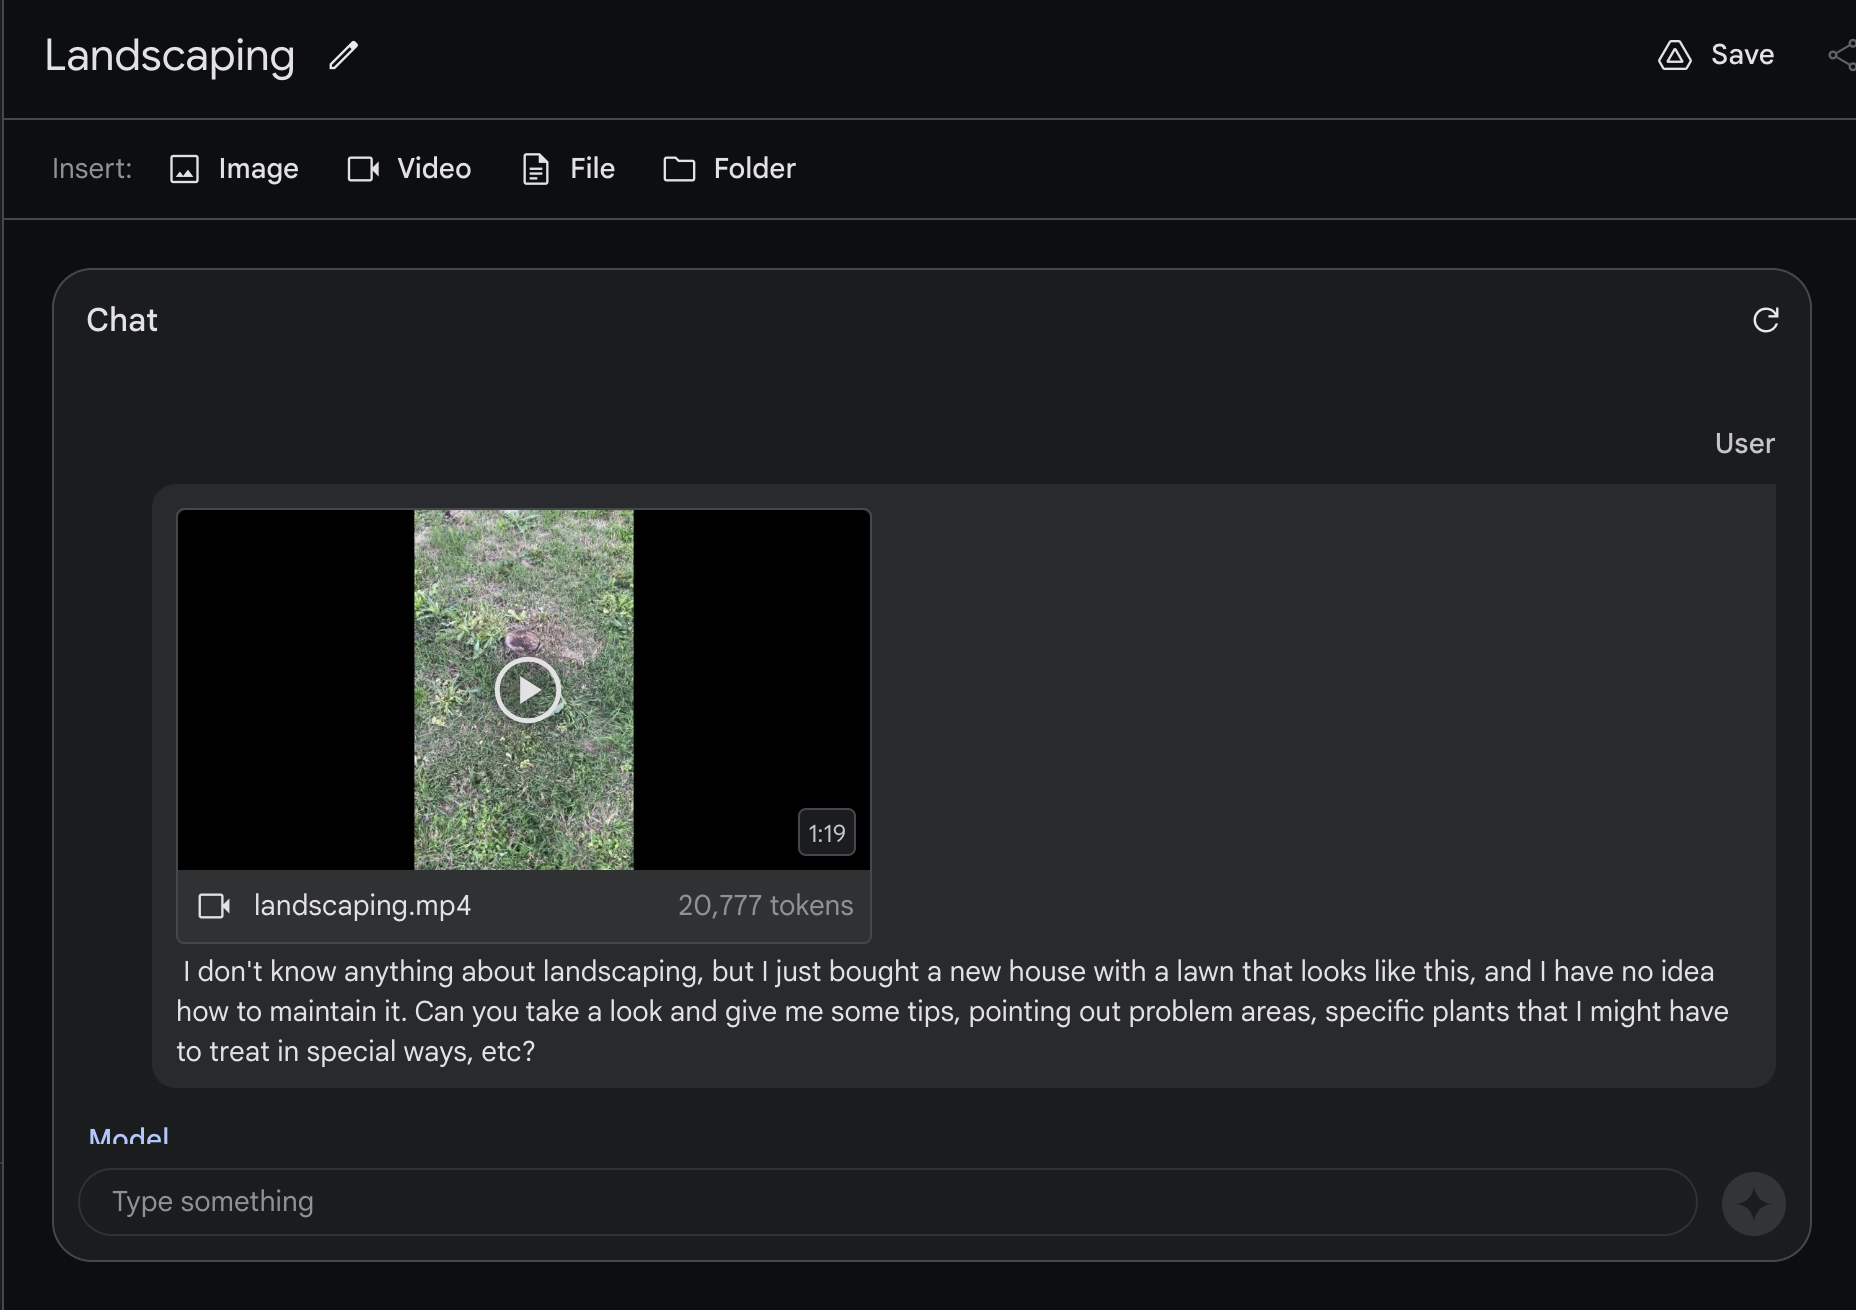 Landscaping
Save
Insert:
Image
Video
File
Folder
Chat
User
1:19
landscaping.mp4
20,777 tokens
I don't know anything about landscaping, but I just bought a new house with a lawn that looks like this, and I have no idea
how to maintain it. Can you take a look and give me some tips, pointing out problem areas, specific plants that I might have
to treat in special ways, etc?
Model
Type something